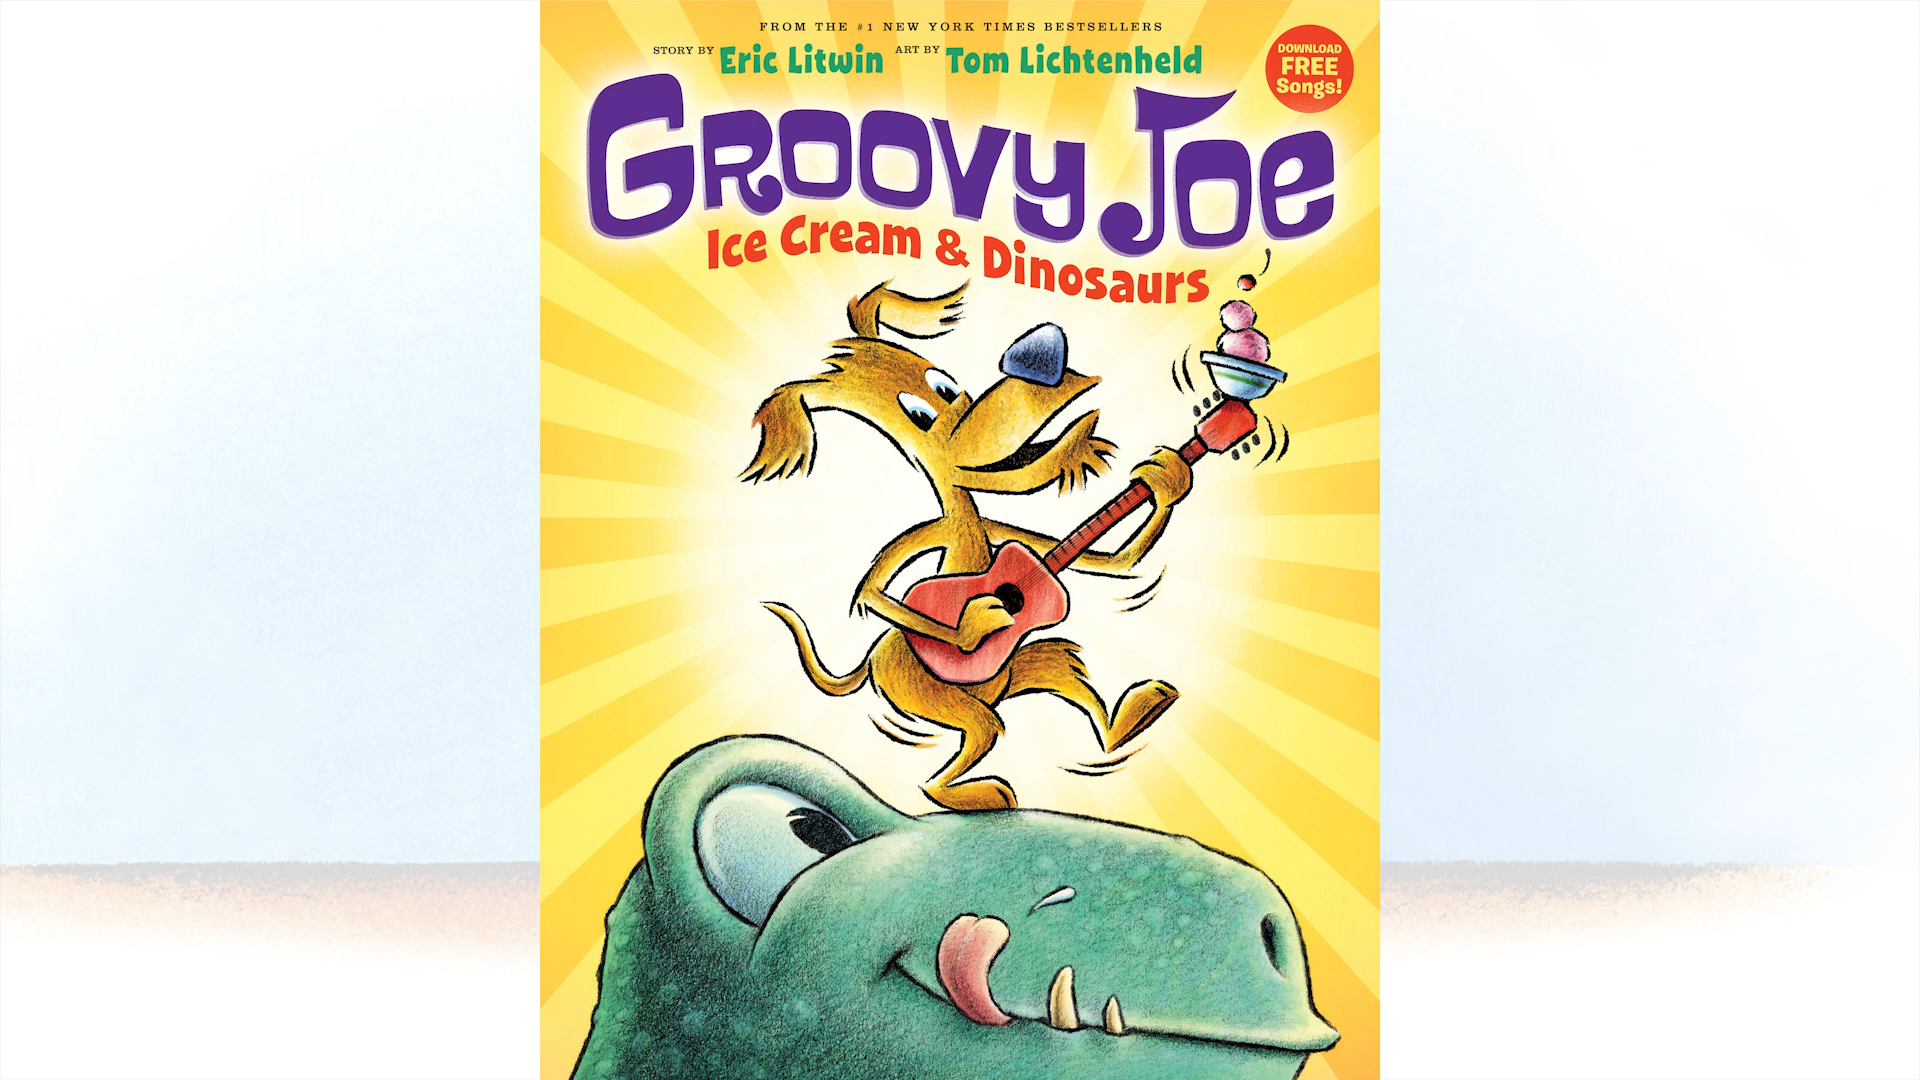 FROM THE #1 NEW YORK TIMES BESTSELLERS
STORY BY Eric Litwin ART BY Tom Lichtenheld
DOWNLOAD
FREE
Songs!
GROOVY JOE
Ice Cream & Dinosaurs